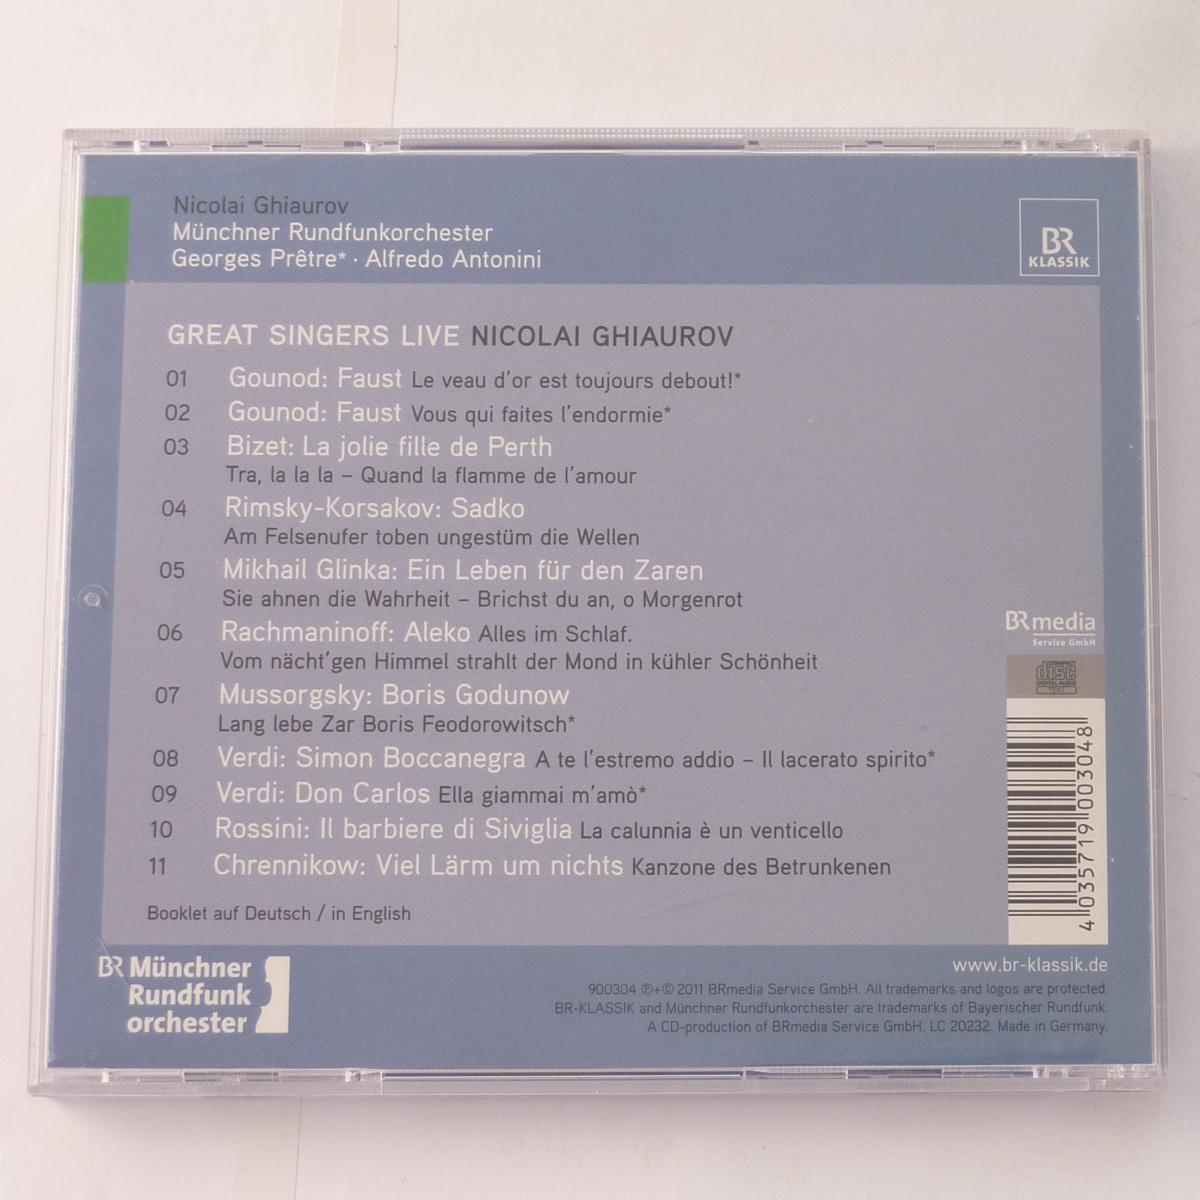 Nicolai Ghiaurov
Münchner Rundfunkorchester
Georges Prêtre* · Alfredo Antonini
BR
KLASSIK
GREAT SINGERS LIVE NICOLAI GHIAUROV
01 Gounod: Faust Le veau d'or est toujours debout!*
02 Gounod: Faust Vous qui faites l'endormie*
03 Bizet: La jolie fille de Perth
Tra, la la la – Quand la flamme de l'amour
04 Rimsky-Korsakov: Sadko
Am Felsenufer toben ungestüm die Wellen
05 Mikhail Glinka: Ein Leben für den Zaren
Sie ahnen die Wahrheit – Brichst du an, o Morgenrot
06 Rachmaninoff: Aleko Alles im Schlaf.
Vom nächt'gen Himmel strahlt der Mond in kühler Schönheit
07 Mussorgsky: Boris Godunow
Lang lebe Zar Boris Feodorowitsch*
08 Verdi: Simon Boccanegra A te l'estremo addio – Il lacerato spirito*
09 Verdi: Don Carlos Ella giammai m'amò*
10 Rossini: Il barbiere di Siviglia La calunnia è un venticello
11 Chrennikow: Viel Lärm um nichts Kanzone des Betrunkenen
Booklet auf Deutsch / in English
BR media
Service GmbH
COMPACT
disc
DIGITAL AUDIO
TEXT
4 035719 003048
BR Münchner
Rundfunk
orchester
www.br-klassik.de
900304 ℗+© 2011 BRmedia Service GmbH. All trademarks and logos are protected.
BR-KLASSIK and Münchner Rundfunkorchester are trademarks of Bayerischer Rundfunk.
A CD-production of BRmedia Service GmbH. LC 20232. Made in Germany.